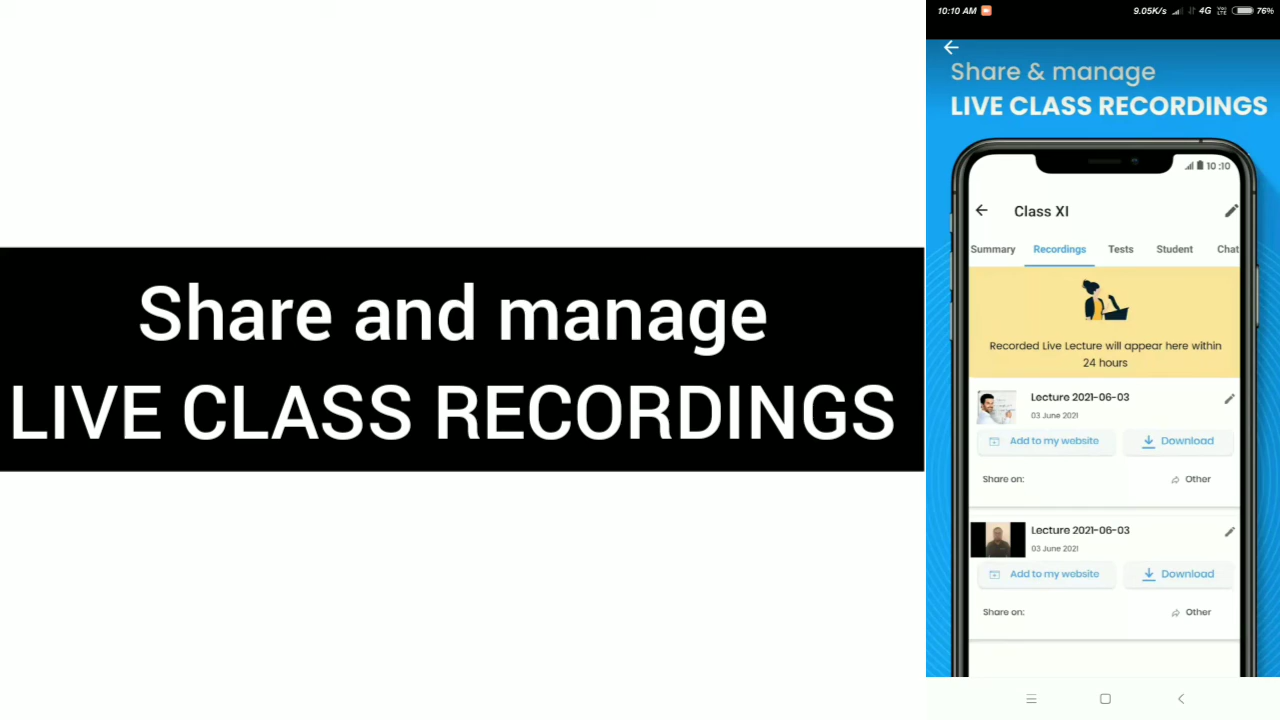 Share and manage
LIVE CLASS RECORDINGS
10:10 AM 9.05K/s 4G Vo LTE 76%
Share & manage
LIVE CLASS RECORDINGS
10:10
Class XI
Summary Recordings Tests Student Chat
Recorded Live Lecture will appear here within
24 hours
Lecture 2021-06-03
03 June 2021
Add to my website Download
Share on: Other
Lecture 2021-06-03
03 June 2021
Add to my website Download
Share on: Other